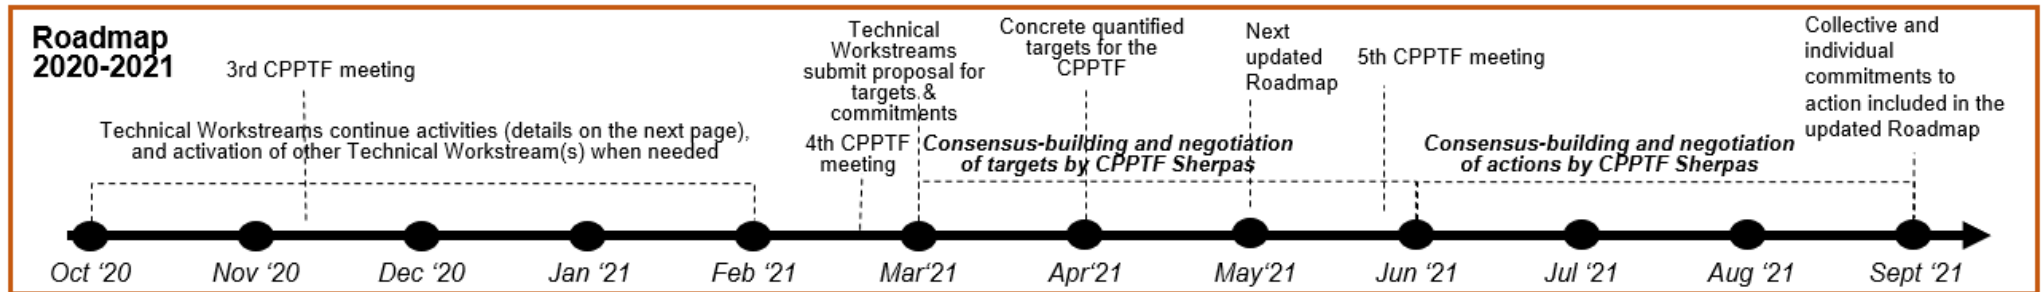 Roadmap
2020-2021
3rd CPPTF meeting
Technical Workstreams continue activities (details on the next page),
and activation of other Technical Workstream(s) when needed
Technical
Workstreams
submit proposal for
targets &
commitments
4th CPPTF
meeting
Concrete quantified
targets for the
CPPTF
Consensus-building and negotiation
of targets by CPPTF Sherpas
Next
updated
Roadmap
5th CPPTF meeting
Consensus-building and negotiation
of actions by CPPTF Sherpas
Collective and
individual
commitments to
action included in the
updated Roadmap
Oct ‘20
Nov ‘20
Dec ‘20
Jan ‘21
Feb ‘21
Mar‘21
Apr‘21
May‘21
Jun ‘21
Jul ‘21
Aug ‘21
Sept ‘21